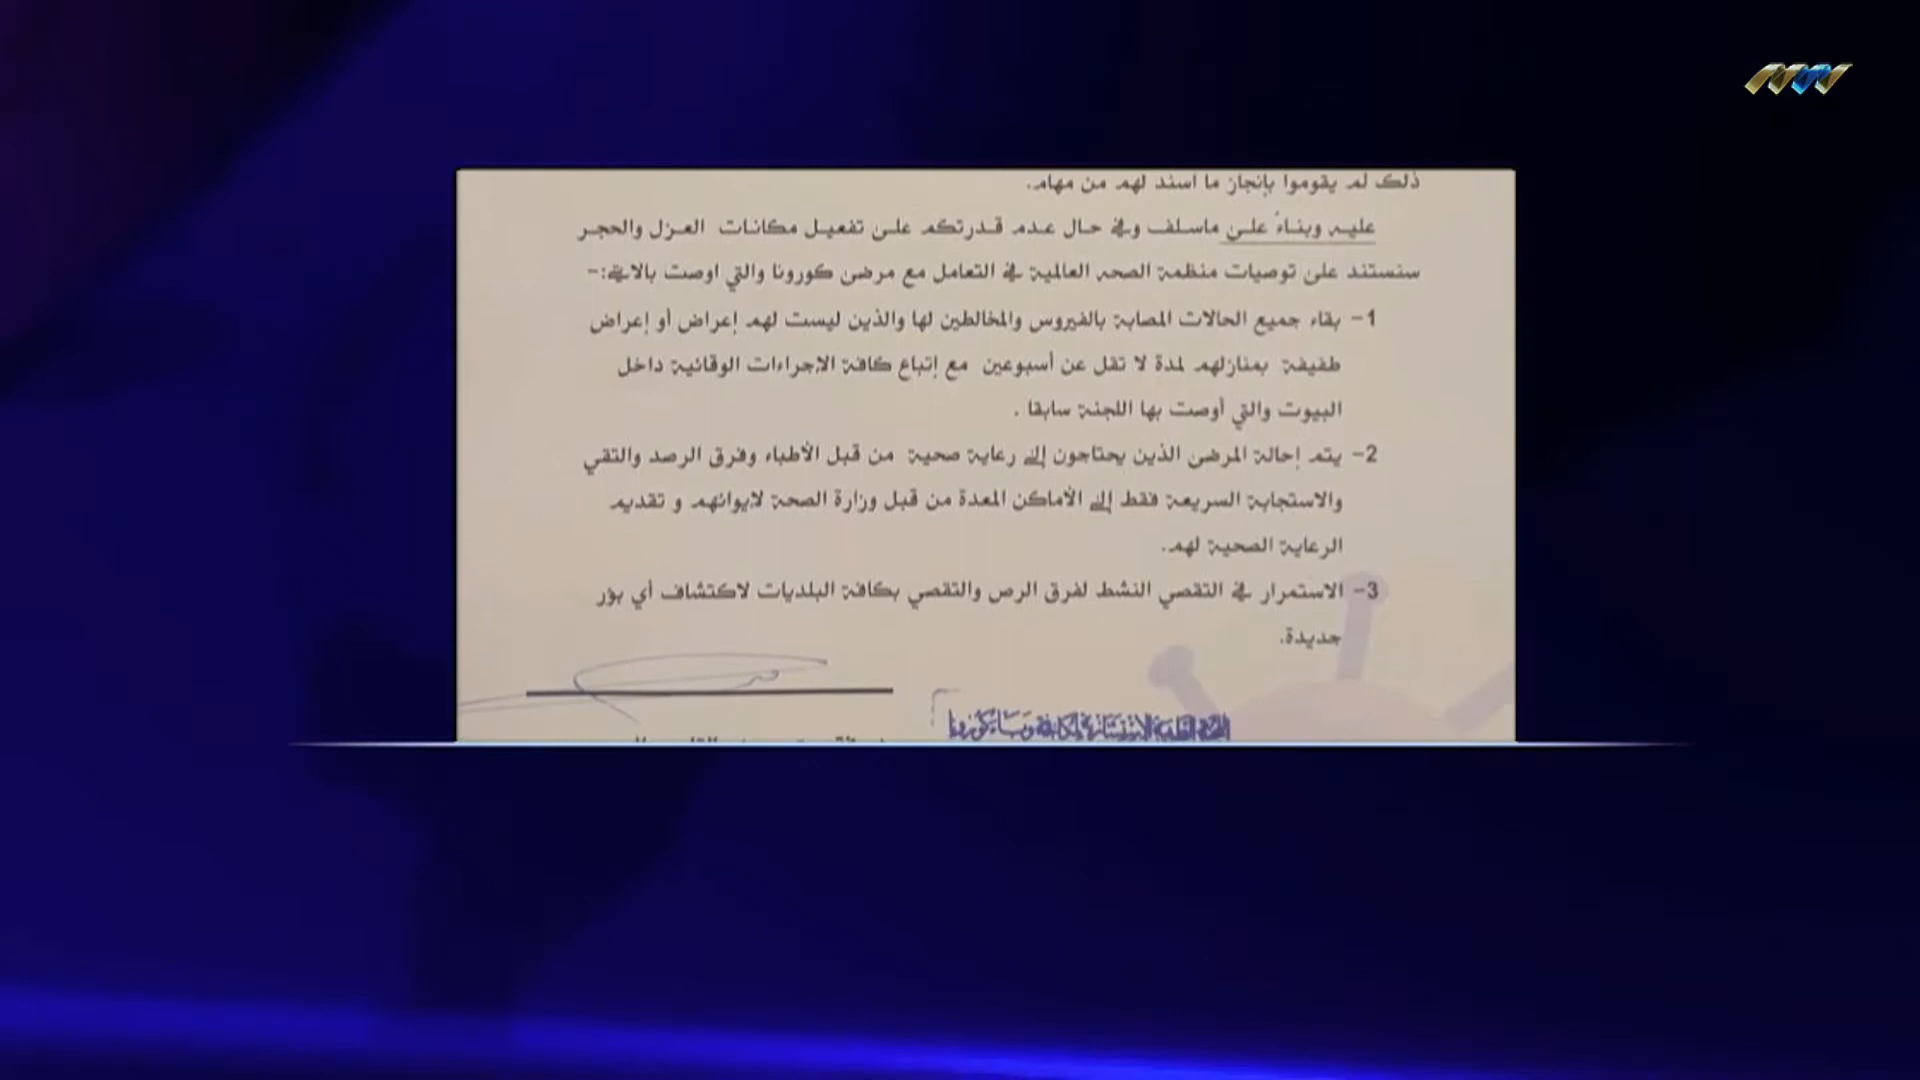 ذلك لم يقوموا بإنجاز ما اسند لهم من مهام.
عليه وبناءً على ماسلف وفي حال عدم قدرتكم على تفعيل مكانات العزل والحجر
سنستند على توصيات منظمة الصحه العالمية في التعامل مع مرضى كورونا والتي اوصت بالاتي:-
1- بقاء جميع الحالات المصابة بالفيروس والمخالطين لها والذين ليست لهم إعراض أو إعراض
طفيفة بمنازلهم لمدة لا تقل عن أسبوعين مع إتباع كافة الإجراءات الوقائية داخل
البيوت والتي أوصت بها اللجنة سابقا .
2- يتم إحالة المرضى الذين يحتاجون إلى رعاية صحية من قبل الأطباء وفرق الرصد والتقي
والاستجابة السريعة فقط إلى الأماكن المعدة من قبل وزارة الصحة لإيوائهم و تقديم
الرعاية الصحية لهم.
3- الاستمرار في التقصي النشط لفرق الرص والتقصي بكافة البلديات لاكتشاف أي بؤر
جديدة.